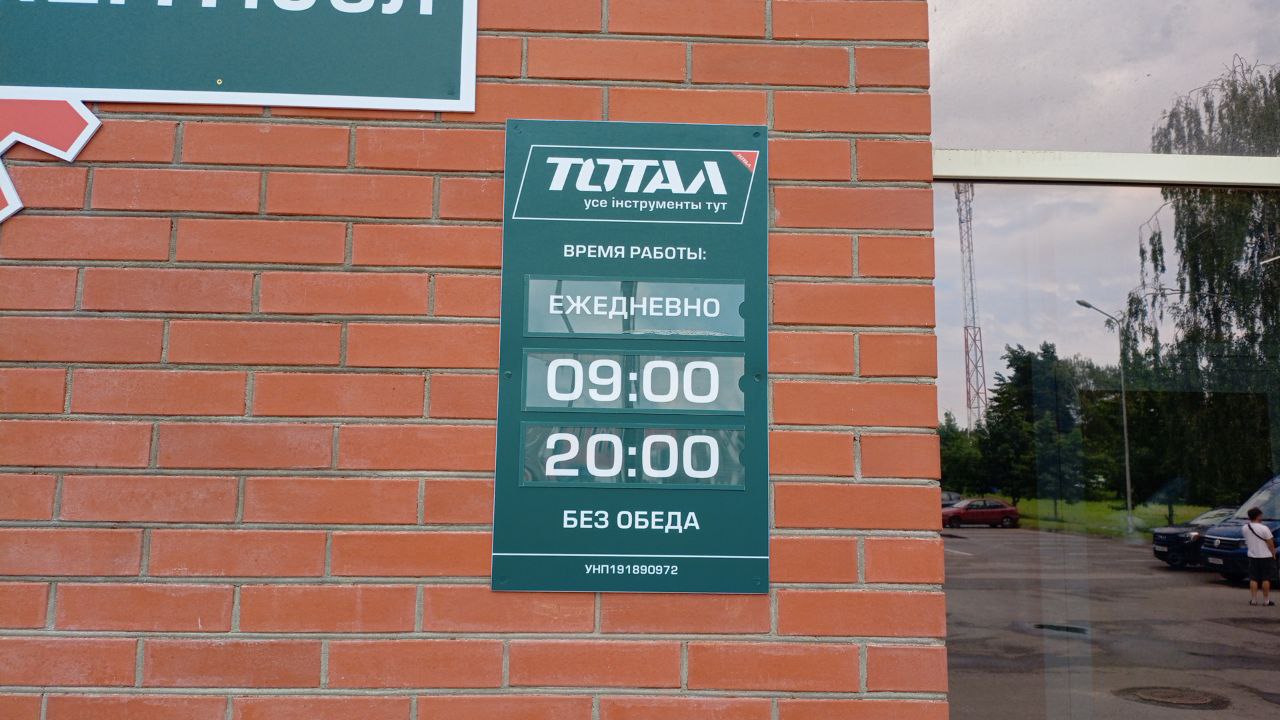 ТОТАЛ
усе інструменты тут
ВРЕМЯ РАБОТЫ:
ЕЖЕДНЕВНО
09:00
20:00
БЕЗ ОБЕДА
УНП191890972